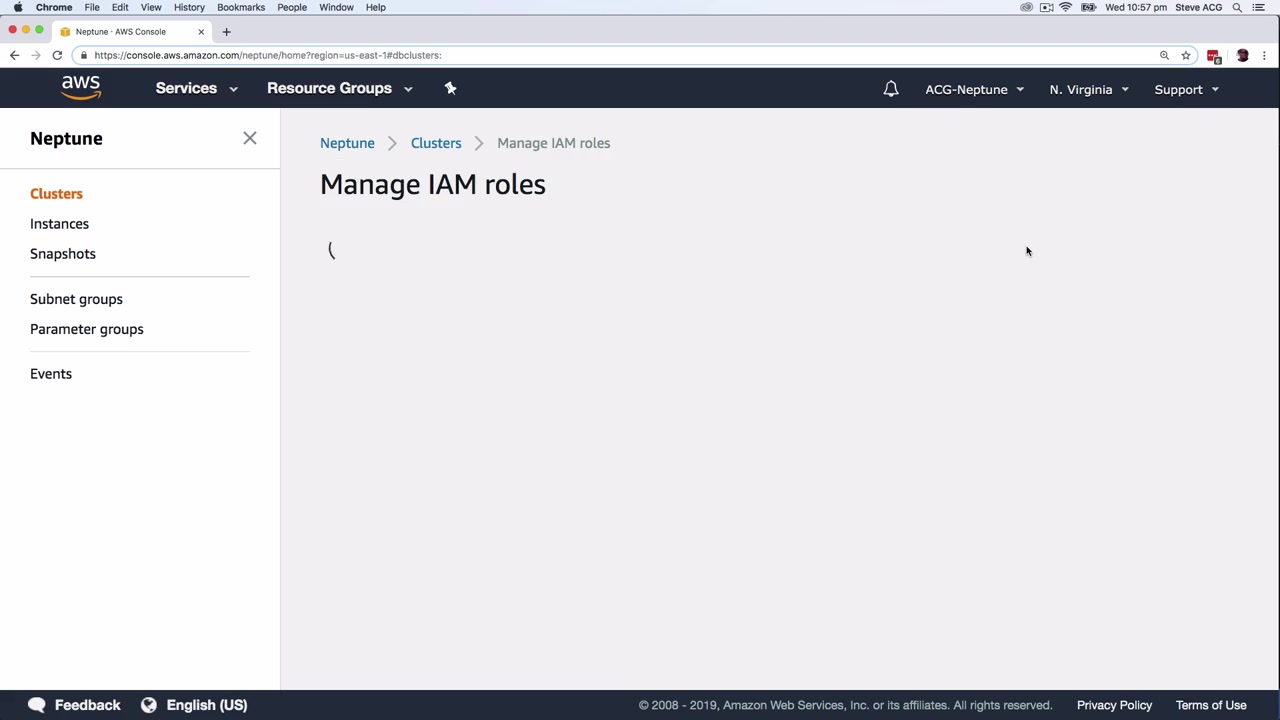 Chrome File Edit View History Bookmarks People Window Help Wed 10:57 pm Steve ACG
Neptune · AWS Console
https://console.aws.amazon.com/neptune/home?region=us-east-1#dbclusters:
aws Services Resource Groups ACG-Neptune N. Virginia Support
Neptune
Clusters
Instances
Snapshots
Subnet groups
Parameter groups
Events
Neptune Clusters Manage IAM roles
Manage IAM roles
Feedback English (US) © 2008 - 2019, Amazon Web Services, Inc. or its affiliates. All rights reserved. Privacy Policy Terms of Use